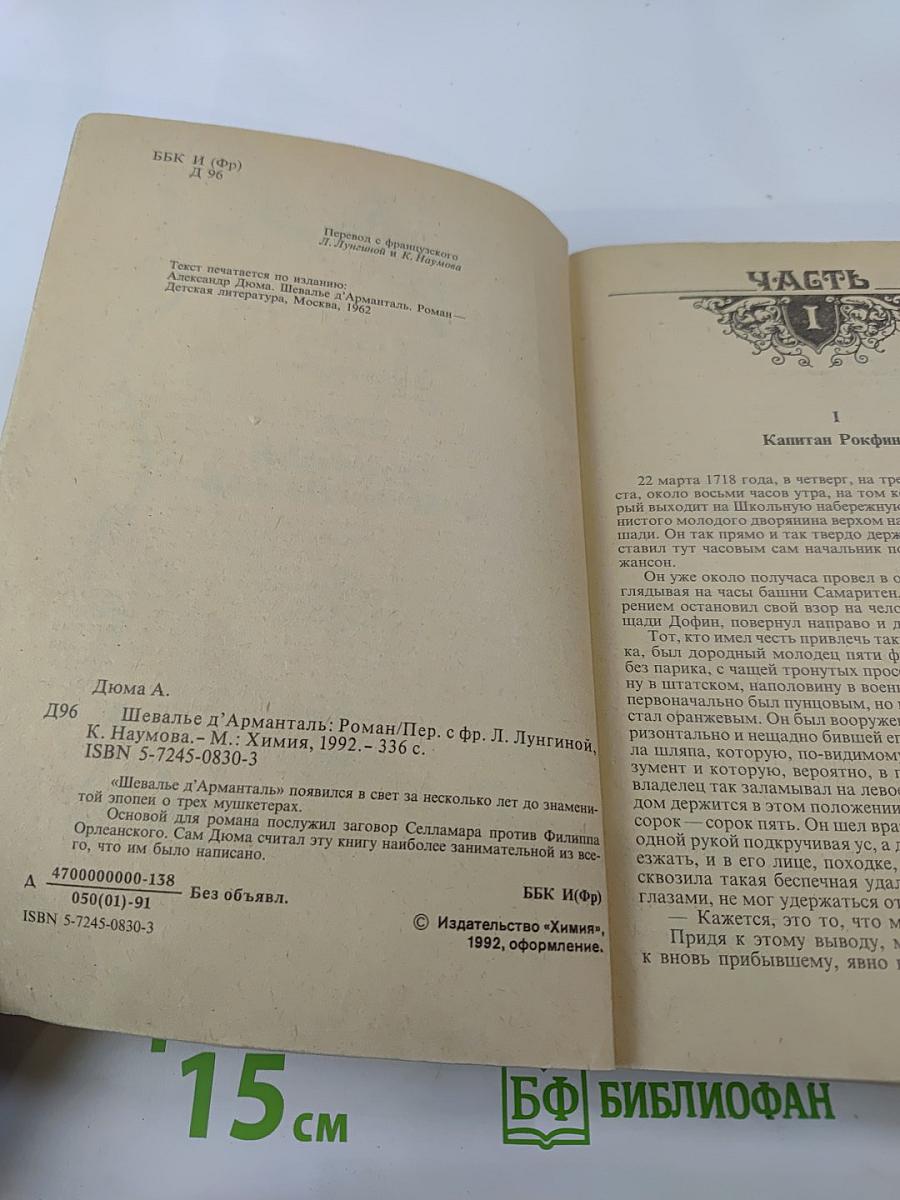 ББК И (Фр)
Д 96
Перевод с французского
Л. Лунгиной и К. Наумова
Текст печатается по изданию:
Александр Дюма. Шевалье д'Арманталь. Роман —
Детская литература, Москва, 1962
Дюма А.
Д96 Шевалье д'Арманталь: Роман/Пер. с фр. Л. Лунгиной,
К. Наумова.– М.: Химия, 1992.– 336 с.
ISBN 5-7245-0830-3
«Шевалье д'Арманталь» появился в свет за несколько лет до знамени-
той эпопеи о трех мушкетерах.
Основой для романа послужил заговор Селламара против Филиппа
Орлеанского. Сам Дюма считал эту книгу наиболее занимательной из все-
го, что им было написано.
Д 4700000000-138
050(01)-91
Без объявл.
ББК И(Фр)
ISBN 5-7245-0830-3
© Издательство «Химия»,
1992, оформление.
ЧАСТЬ
I
I
Капитан Рокфин
22 марта 1718 года, в четверг, на тре
ста, около восьми часов утра, на том к
рый выходит на Школьную набережную
нистого молодого дворянина верхом на
шади. Он так прямо и так твердо держ
ставил тут часовым сам начальник по
жансон.
Он уже около получаса провел в о
глядывая на часы башни Самаритен,
рением остановил свой взор на чело
щади Дофин, повернул направо и д
Тот, кто имел честь привлечь так
ка, был дородный молодец пяти ф
без парика, с чащей тронутых прос
ну в штатском, наполовину в воен
первоначально был пунцовым, но
стал оранжевым. Он был вооруже
ризонтально и нещадно бившей ег
ла шляпа, которую, по-видимому
зумент и которую, вероятно, в п
владелец так заламывал на лево
дом держится в этом положении
сорок — сорок пять. Он шел вра
одной рукой подкручивая ус, а д
езжать, и в его лице, походке,
сквозила такая беспечная удал
глазами, не мог удержаться от
— Кажется, это то, что м
Придя к этому выводу, м
к вновь прибывшему, явно
15 см
БФ БИБЛИОФАН